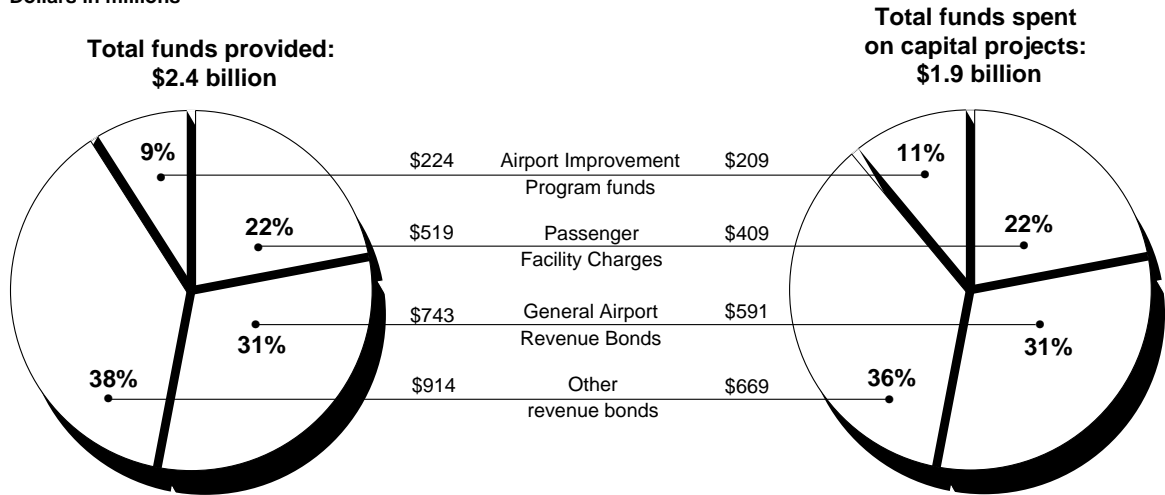 Dollars in millions
Total funds provided:
$2.4 billion
Total funds spent
on capital projects:
$1.9 billion
9%
$224 Airport Improvement $209
Program funds
11%
22%
$519 Passenger $409
Facility Charges
22%
$743 General Airport $591
Revenue Bonds
31%
31%
38%
$914 Other $669
revenue bonds
36%